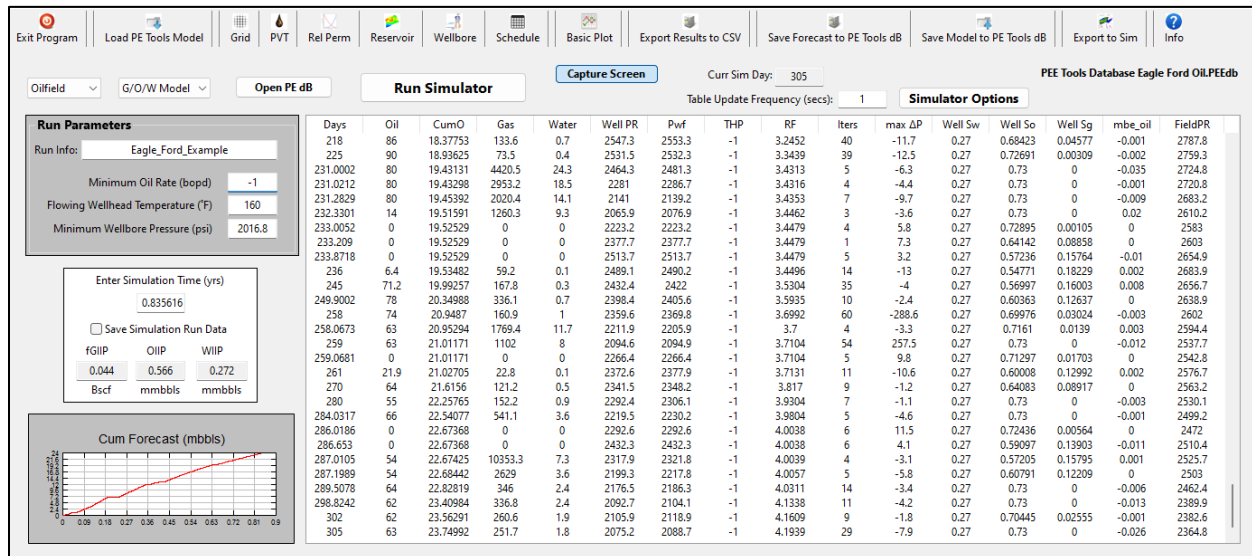 Exit Program Load PE Tools Model Grid PVT Rel Perm Reservoir Wellbore Schedule Basic Plot Export Results to CSV Save Forecast to PE Tools dB Save Model to PE Tools dB Export to Sim Info
Oilfield G/O/W Model Open PE dB Run Simulator Capture Screen Curr Sim Day: 305 PEE Tools Database Eagle Ford Oil.PEEdb
Table Update Frequency (secs): 1 Simulator Options
Run Parameters
Run Info: Eagle_Ford_Example
Minimum Oil Rate (bopd) -1
Flowing Wellhead Temperature (°F) 160
Minimum Wellbore Pressure (psi) 2016.8
Enter Simulation Time (yrs)
0.835616
Save Simulation Run Data
fGIIP OIIP WIIP
0.044 0.566 0.272
Bscf mmbbls mmbbls
Cum Forecast (mbbls)
24
21.6
19.2
16.8
14.4
12
9.6
7.2
4.8
2.4
0
0 0.09 0.18 0.27 0.36 0.45 0.54 0.63 0.72 0.81 0.9
Days Oil CumO Gas Water Well PR Pwf THP RF Iters max ΔP Well Sw Well So Well Sg mbe_oil FieldPR
218 86 18.37753 133.6 0.7 2547.3 2553.3 -1 3.2452 40 -11.7 0.27 0.68423 0.04577 -0.001 2787.8
225 90 18.93625 73.5 0.4 2531.5 2532.3 -1 3.3439 39 -12.5 0.27 0.72691 0.00309 -0.002 2759.3
231.0002 80 19.43131 4420.5 24.3 2464.3 2481.3 -1 3.4313 5 -6.3 0.27 0.73 0 -0.035 2724.8
231.0212 80 19.43298 2953.2 18.5 2281 2286.7 -1 3.4316 4 -4.4 0.27 0.73 0 -0.001 2720.8
231.2829 80 19.45392 2020.4 14.1 2141 2139.2 -1 3.4353 7 -9.7 0.27 0.73 0 -0.009 2683.2
232.3301 14 19.51591 1260.3 9.3 2065.9 2076.9 -1 3.4462 3 -3.6 0.27 0.73 0 0.02 2610.2
233.0052 0 19.52529 0 0 2223.2 2223.2 -1 3.4479 4 5.8 0.27 0.72895 0.00105 0 2583
233.209 0 19.52529 0 0 2377.7 2377.7 -1 3.4479 1 7.3 0.27 0.64142 0.08858 0 2603
233.8718 0 19.52529 0 0 2513.7 2513.7 -1 3.4479 5 3.2 0.27 0.57236 0.15764 -0.01 2654.9
236 6.4 19.53482 59.2 0.1 2489.1 2490.2 -1 3.4496 14 -13 0.27 0.54771 0.18229 0.002 2683.9
245 71.2 19.99257 167.8 0.3 2432.4 2422 -1 3.5304 35 -4 0.27 0.56997 0.16003 0.008 2656.7
249.9002 78 20.34988 336.1 0.7 2398.4 2405.6 -1 3.5935 10 -2.4 0.27 0.60363 0.12637 0 2638.9
258 74 20.9487 160.9 1 2359.6 2369.8 -1 3.6992 60 -288.6 0.27 0.69976 0.03024 -0.003 2602
258.0673 63 20.95294 1769.4 11.7 2211.9 2205.9 -1 3.7 4 -3.3 0.27 0.7161 0.0139 0.003 2594.4
259 63 21.01171 1102 8 2094.6 2094.9 -1 3.7104 54 257.5 0.27 0.73 0 -0.012 2537.7
259.0681 0 21.01171 0 0 2266.4 2266.4 -1 3.7104 5 9.8 0.27 0.71297 0.01703 0 2542.8
261 21.9 21.02705 22.8 0.1 2372.6 2377.9 -1 3.7131 11 -10.6 0.27 0.60008 0.12992 0.002 2576.7
270 64 21.6156 121.2 0.5 2341.5 2348.2 -1 3.817 9 -1.2 0.27 0.64083 0.08917 0 2563.2
280 55 22.25765 152.2 0.9 2292.4 2306.1 -1 3.9304 7 -1.1 0.27 0.73 0 -0.003 2530.1
284.0317 66 22.54077 541.1 3.6 2219.5 2230.2 -1 3.9804 5 -4.6 0.27 0.73 0 -0.001 2499.2
286.0186 0 22.67368 0 0 2292.6 2292.6 -1 4.0038 6 11.5 0.27 0.72436 0.00564 0 2472
286.653 0 22.67368 0 0 2432.3 2432.3 -1 4.0038 6 4.1 0.27 0.59097 0.13903 -0.011 2510.4
287.0105 54 22.67425 10353.3 7.3 2317.9 2321.8 -1 4.0039 4 -3.1 0.27 0.57205 0.15795 0.001 2525.7
287.1989 54 22.68442 2629 3.6 2199.3 2217.8 -1 4.0057 5 -5.8 0.27 0.60791 0.12209 0 2503
289.5078 64 22.82819 346 2.4 2176.5 2186.3 -1 4.0311 14 -3.4 0.27 0.73 0 -0.006 2462.4
298.8242 62 23.40984 336.8 2.4 2092.7 2104.1 -1 4.1338 11 -4.2 0.27 0.73 0 -0.013 2389.9
302 62 23.56291 260.6 1.9 2105.9 2118.9 -1 4.1609 9 -1.8 0.27 0.70445 0.02555 -0.001 2382.6
305 63 23.74992 251.7 1.8 2075.2 2088.7 -1 4.1939 29 -7.9 0.27 0.73 0 -0.026 2364.8